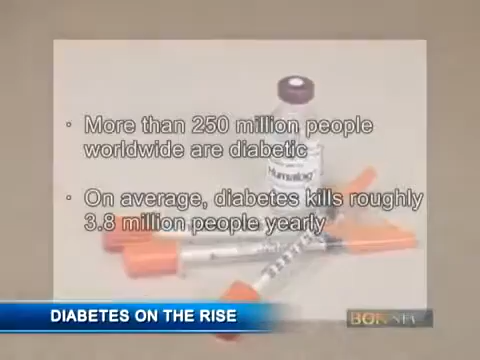 · More than 250 million people
worldwide are diabetic
Humalog
· On average, diabetes kills roughly
3.8 million people yearly
DIABETES ON THE RISE